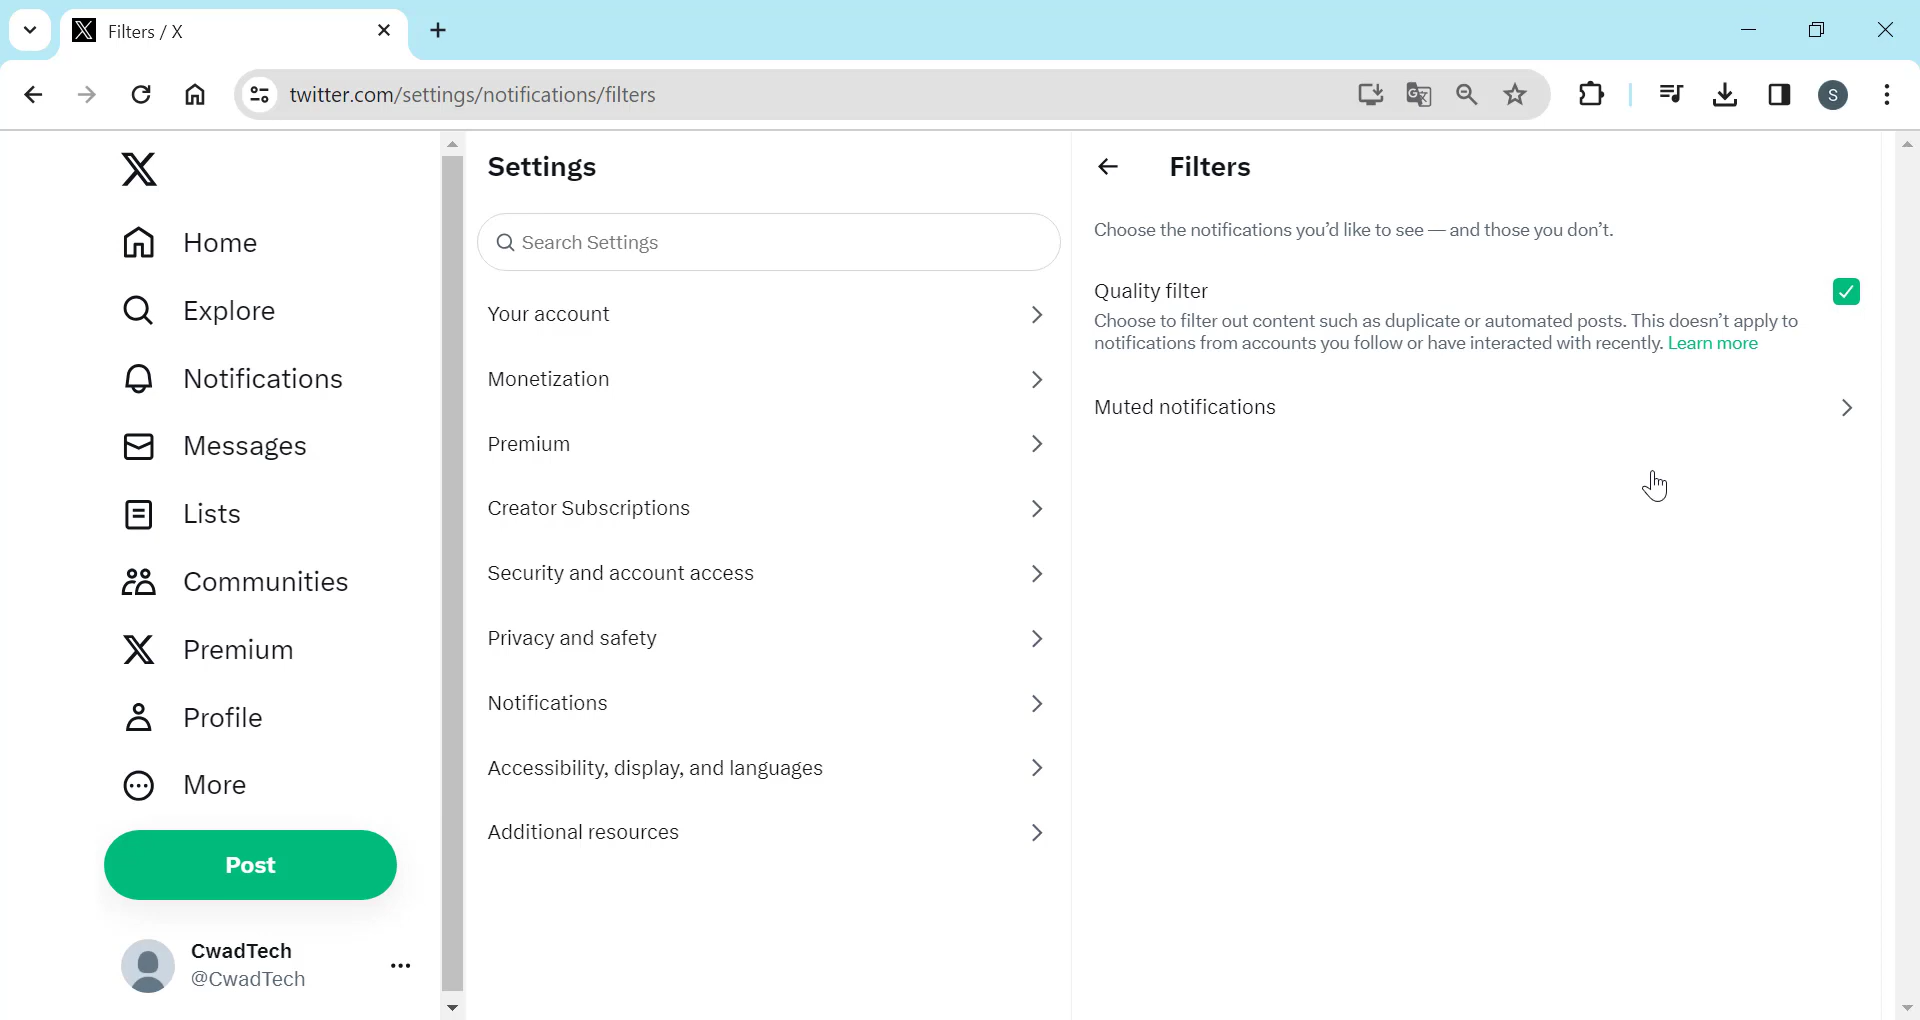 Filters / X
twitter.com/settings/notifications/filters
S
Home
Explore
Notifications
Messages
Lists
Communities
Premium
Profile
More
Post
CwadTech
@CwadTech
Settings
Search Settings
Your account
Monetization
Premium
Creator Subscriptions
Security and account access
Privacy and safety
Notifications
Accessibility, display, and languages
Additional resources
Filters
Choose the notifications you’d like to see — and those you don’t.
Quality filter
Choose to filter out content such as duplicate or automated posts. This doesn’t apply to
notifications from accounts you follow or have interacted with recently. Learn more
Muted notifications